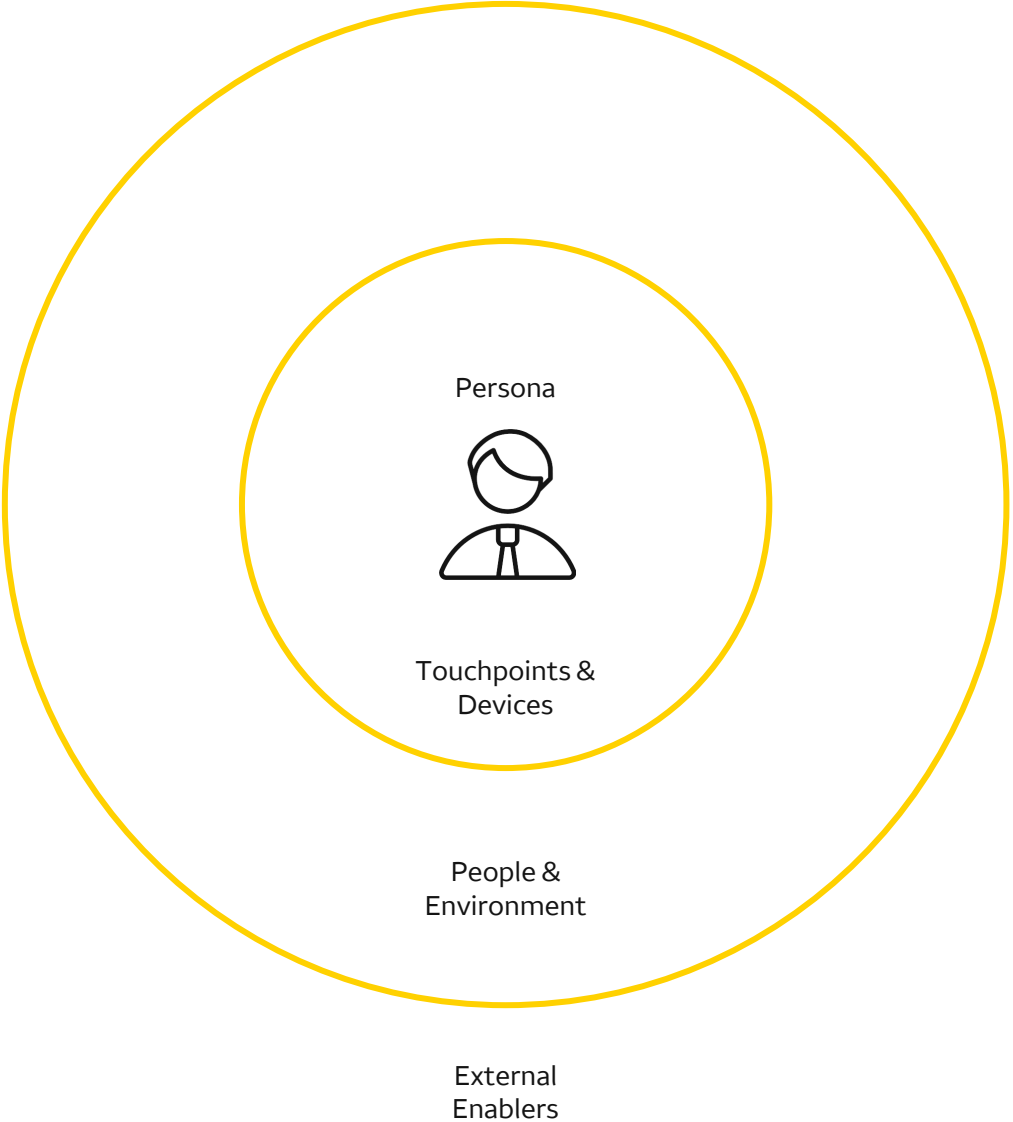 Persona
Touchpoints &
Devices
People &
Environment
External
Enablers